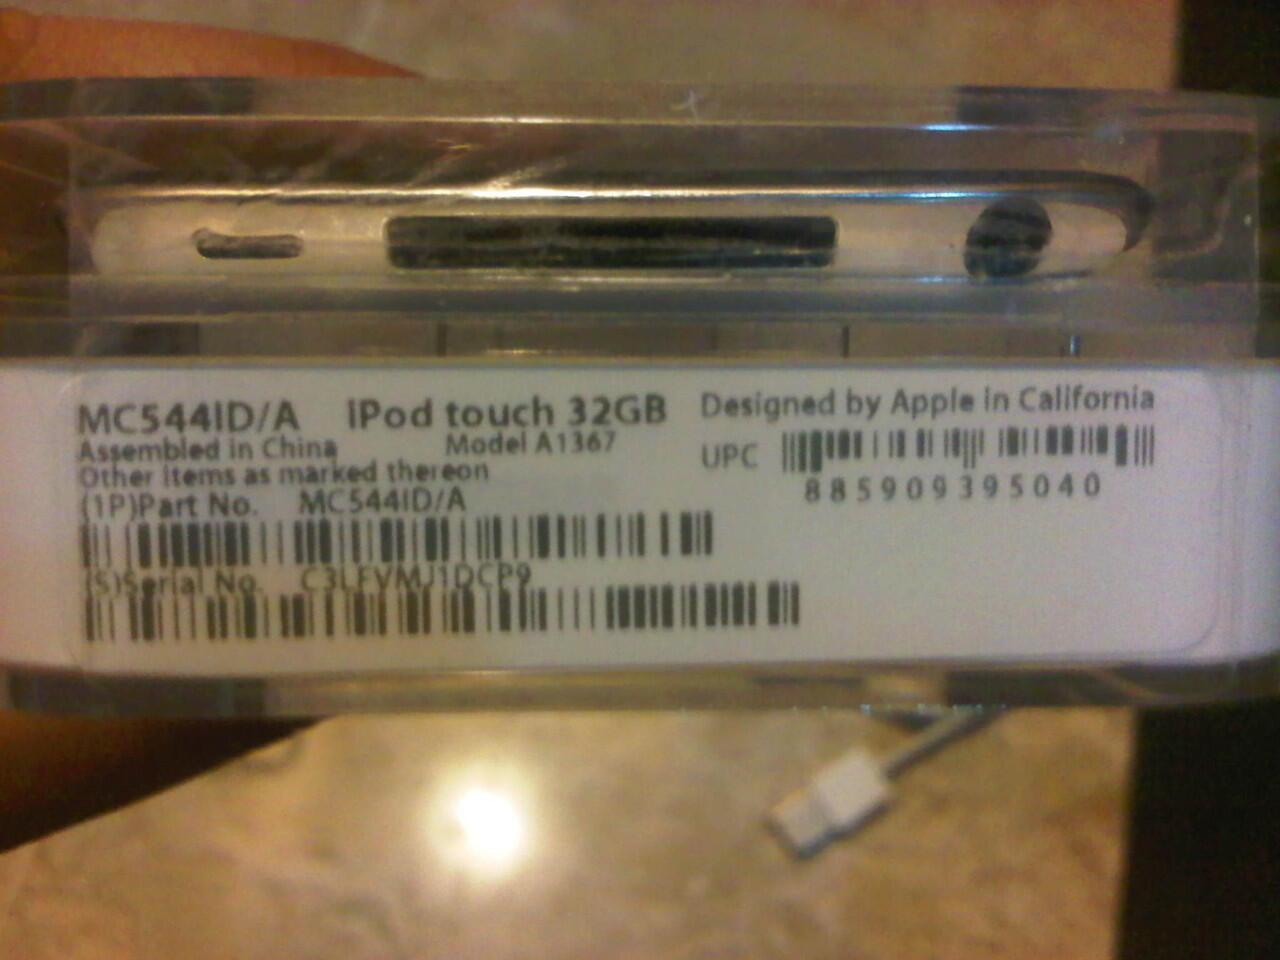 MC544ID/A iPod touch 32GB Designed by Apple in California
Assembled in China Model A1367
Other items as marked thereon
UPC
885909395040
(1P)Part No. MC544ID/A
(S)Serial No. C3LFVMJ1DCP9